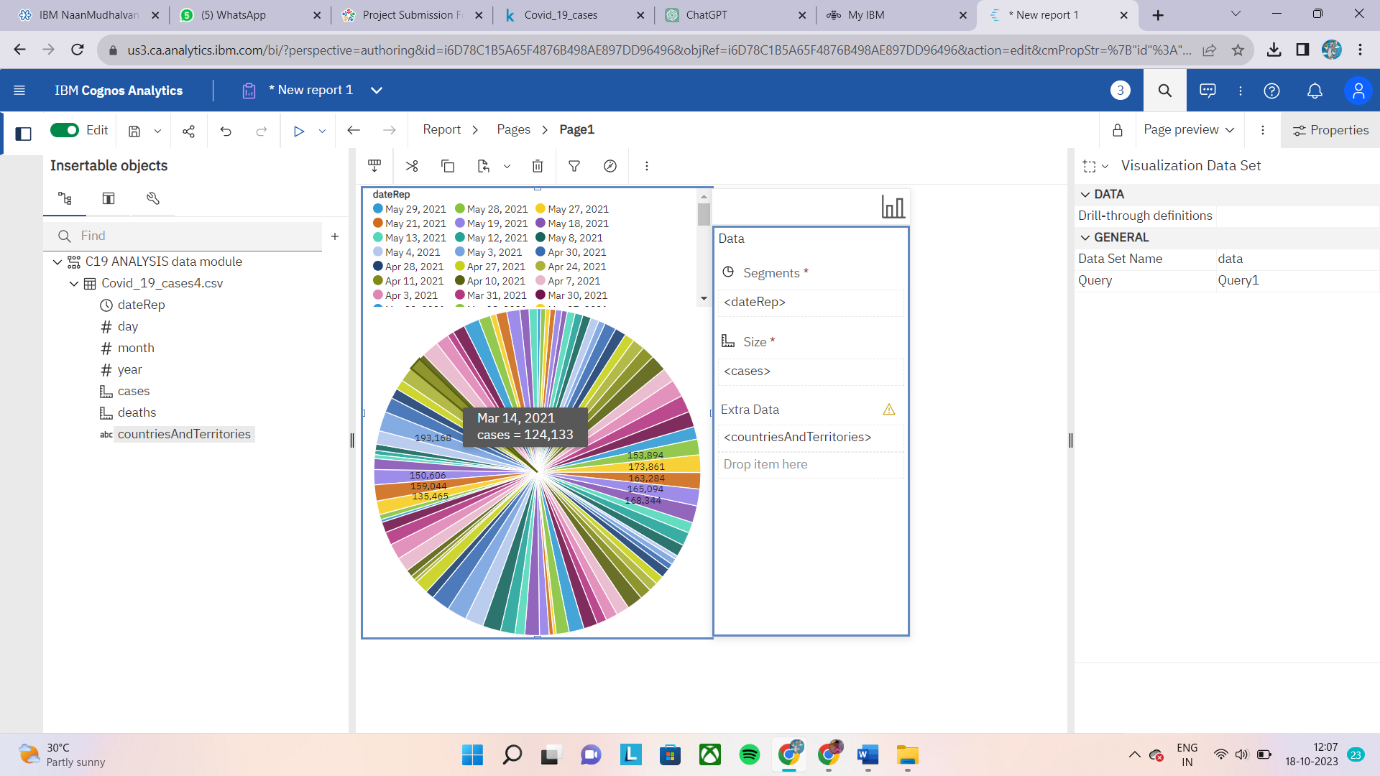 IBM NaanMudhalvan
(5) WhatsApp
Project Submission Fo
Covid_19_cases
ChatGPT
My IBM
* New report 1
us3.ca.analytics.ibm.com/bi/?perspective=authoring&id=i6D78C1B5A65F4876B498AE897DD96496&objRef=i6D78C1B5A65F4876B498AE897DD96496&action=edit&cmPropStr=%7B"id"%3A"...
IBM Cognos Analytics
* New report 1
3
Edit
Report > Pages > Page1
Page preview
Properties
Insertable objects
Find
C19 ANALYSIS data module
Covid_19_cases4.csv
dateRep
# day
# month
# year
cases
deaths
abc countriesAndTerritories
dateRep
May 29, 2021 May 28, 2021 May 27, 2021
May 21, 2021 May 19, 2021 May 18, 2021
May 13, 2021 May 12, 2021 May 8, 2021
May 4, 2021 May 3, 2021 Apr 30, 2021
Apr 28, 2021 Apr 27, 2021 Apr 24, 2021
Apr 11, 2021 Apr 10, 2021 Apr 7, 2021
Apr 3, 2021 Mar 31, 2021 Mar 30, 2021
Mar 14, 2021
cases = 124,133
193,168
150,606
159,044
135,465
153,894
173,861
163,284
165,094
168,344
Data
Segments *
<dateRep>
Size *
<cases>
Extra Data
<countriesAndTerritories>
Drop item here
Visualization Data Set
DATA
Drill-through definitions
GENERAL
Data Set Name data
Query Query1
30°C
Partly sunny
ENG
IN
12:07
18-10-2023
23